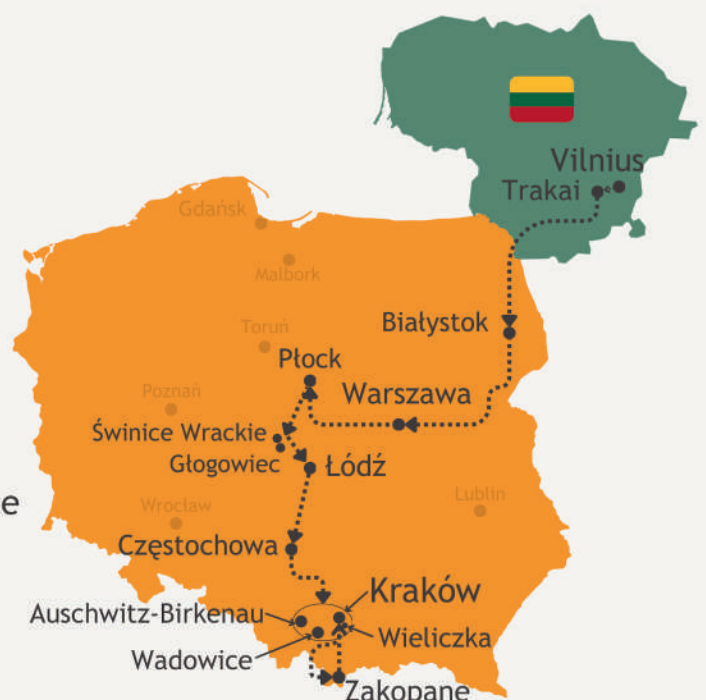 Vilnius
Trakai
Gdańsk
Malbork
Białystok
Toruń
Płock
Warszawa
Poznań
Świnice Wrackie
Głogowiec
Łódź
Lublin
Wrocław
e
Częstochowa
Kraków
Auschwitz-Birkenau
Wieliczka
Wadowice
Zakopane